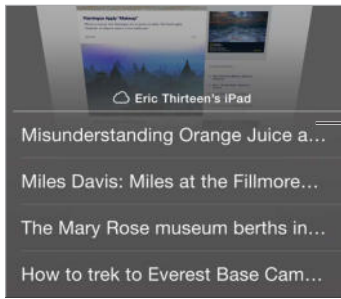 Eric Thirteen's iPad
Misunderstanding Orange Juice a...
Miles Davis: Miles at the Fillmore...
The Mary Rose museum berths in...
How to trek to Everest Base Cam...